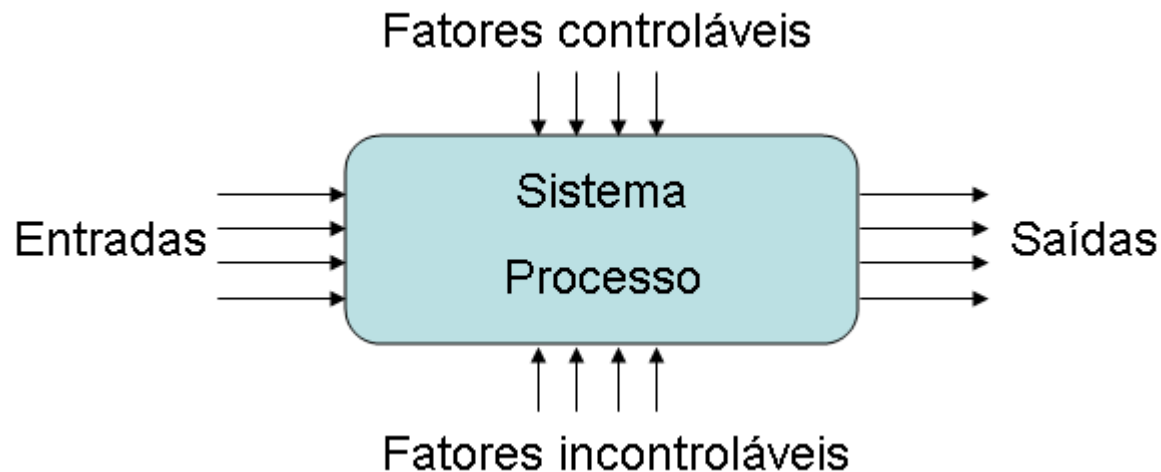 Fatores controláveis
Sistema
Entradas
Saídas
Processo
Fatores incontroláveis